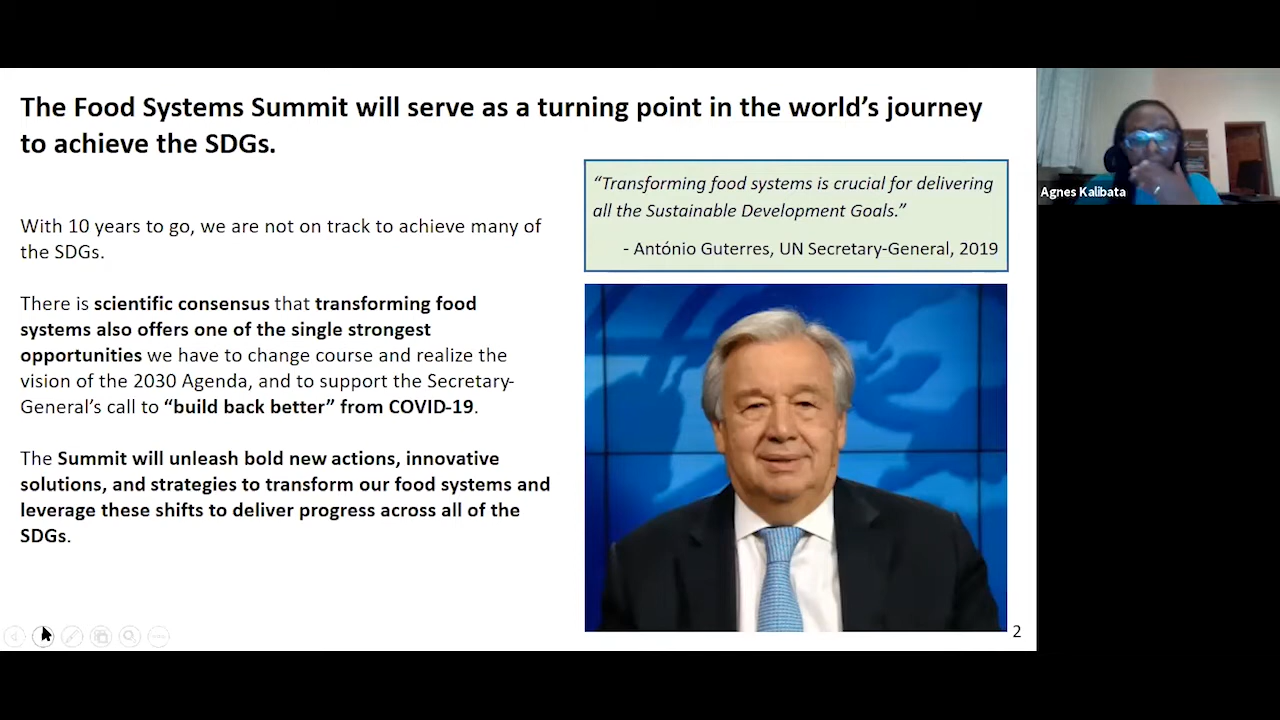 The Food Systems Summit will serve as a turning point in the world’s journey
to achieve the SDGs.
“Transforming food systems is crucial for delivering
all the Sustainable Development Goals.”
- António Guterres, UN Secretary-General, 2019
With 10 years to go, we are not on track to achieve many of
the SDGs.
There is scientific consensus that transforming food
systems also offers one of the single strongest
opportunities we have to change course and realize the
vision of the 2030 Agenda, and to support the Secretary-
General’s call to “build back better” from COVID-19.
The Summit will unleash bold new actions, innovative
solutions, and strategies to transform our food systems and
leverage these shifts to deliver progress across all of the
SDGs.
2
Agnes Kalibata